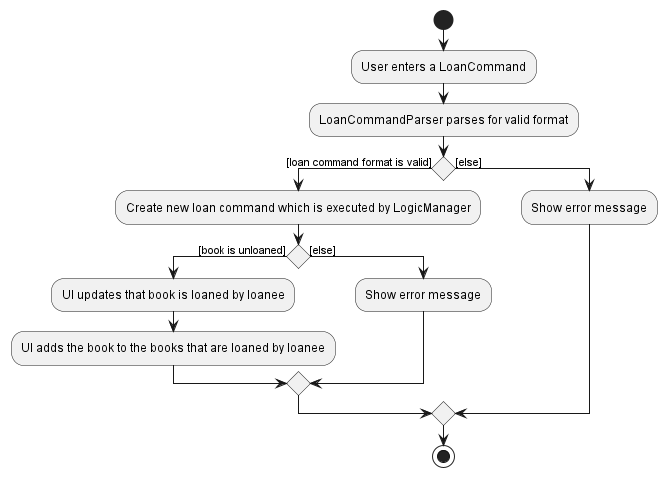 User enters a LoanCommand
LoanCommandParser parses for valid format
[loan command format is valid]
[else]
Create new loan command which is executed by LogicManager
Show error message
[book is unloaned]
[else]
UI updates that book is loaned by loanee
Show error message
UI adds the book to the books that are loaned by loanee